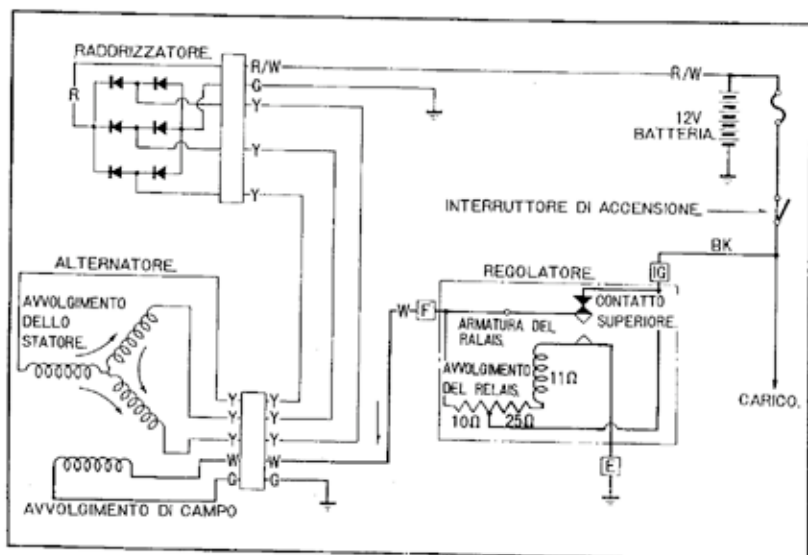 RADDRIZZATORE
R/W
G
Y
Y
Y
R
R/W
12V
BATTERIA.
INTERRUTTORE DI ACCENSIONE
BK
ALTERNATORE
AVVOLGIMENTO
DELLO
STATORE.
REGOLATORE.
IG
W
F
CONTATTO
SUPERIORE.
ARMATURA DEL
RALAIS.
AVVOLGIMENTO
DEL RELAIS.
11Ω
10Ω
25Ω
CARICO.
E
Y Y
Y Y
Y Y
W W
G G
AVVOLGIMENTO Di CAMPO